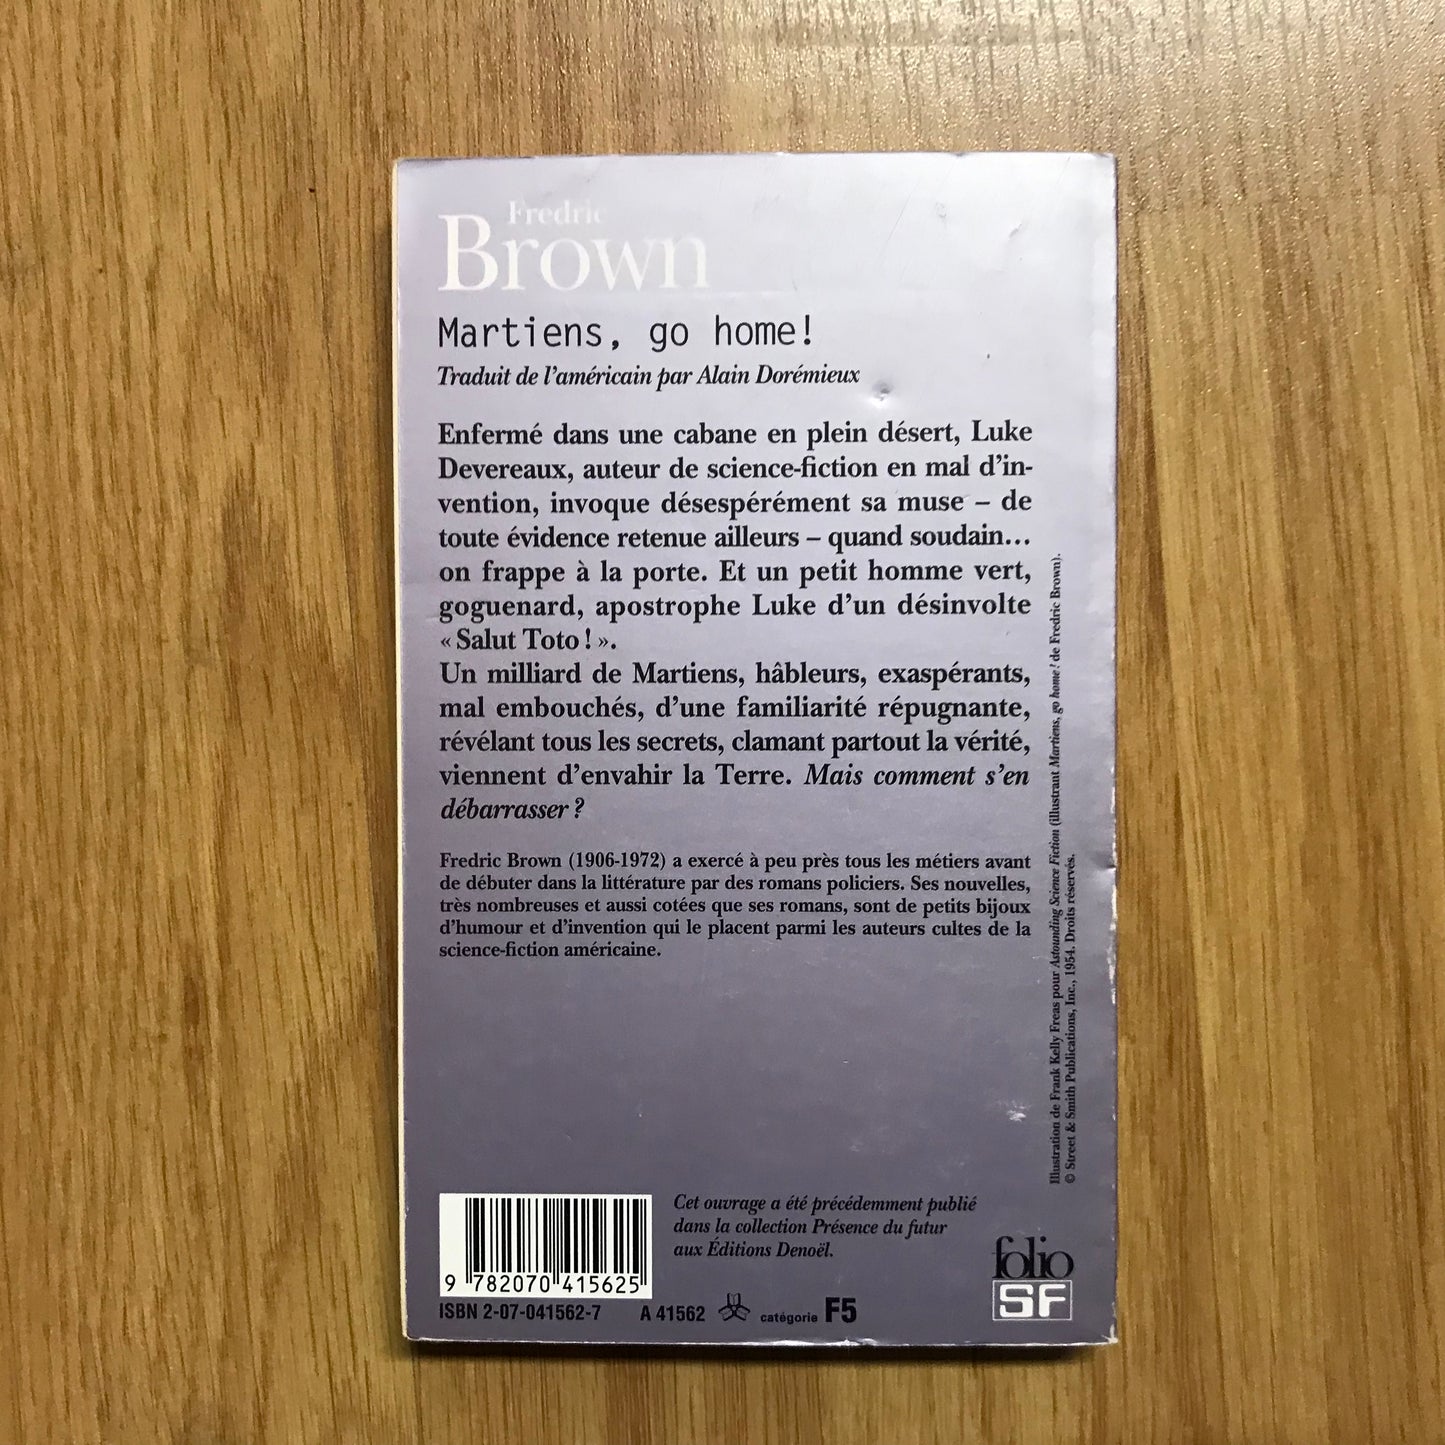 Fredric
Brown
Martiens, go home!
Traduit de l'américain par Alain Dorémieux
Enfermé dans une cabane en plein désert, Luke
Devereaux, auteur de science-fiction en mal d'in-
vention, invoque désespérément sa muse – de
toute évidence retenue ailleurs – quand soudain…
on frappe à la porte. Et un petit homme vert,
goguenard, apostrophe Luke d'un désinvolte
« Salut Toto ! ».
Un milliard de Martiens, hâbleurs, exaspérants,
mal embouchés, d'une familiarité répugnante,
révélant tous les secrets, clamant partout la vérité,
viennent d'envahir la Terre. Mais comment s'en
débarrasser ?
Fredric Brown (1906-1972) a exercé à peu près tous les métiers avant
de débuter dans la littérature par des romans policiers. Ses nouvelles,
très nombreuses et aussi cotées que ses romans, sont de petits bijoux
d'humour et d'invention qui le placent parmi les auteurs cultes de la
science-fiction américaine.
Illustration de Frank Kelly Freas pour Astounding Science Fiction (illustrant Martiens, go home ! de Fredric Brown).
© Street & Smith Publications, Inc., 1954. Droits réservés.
Cet ouvrage a été précédemment publié
dans la collection Présence du futur
aux Éditions Denoël.
9 782070 415625
ISBN 2-07-041562-7 A 41562 catégorie F5
folio
SF